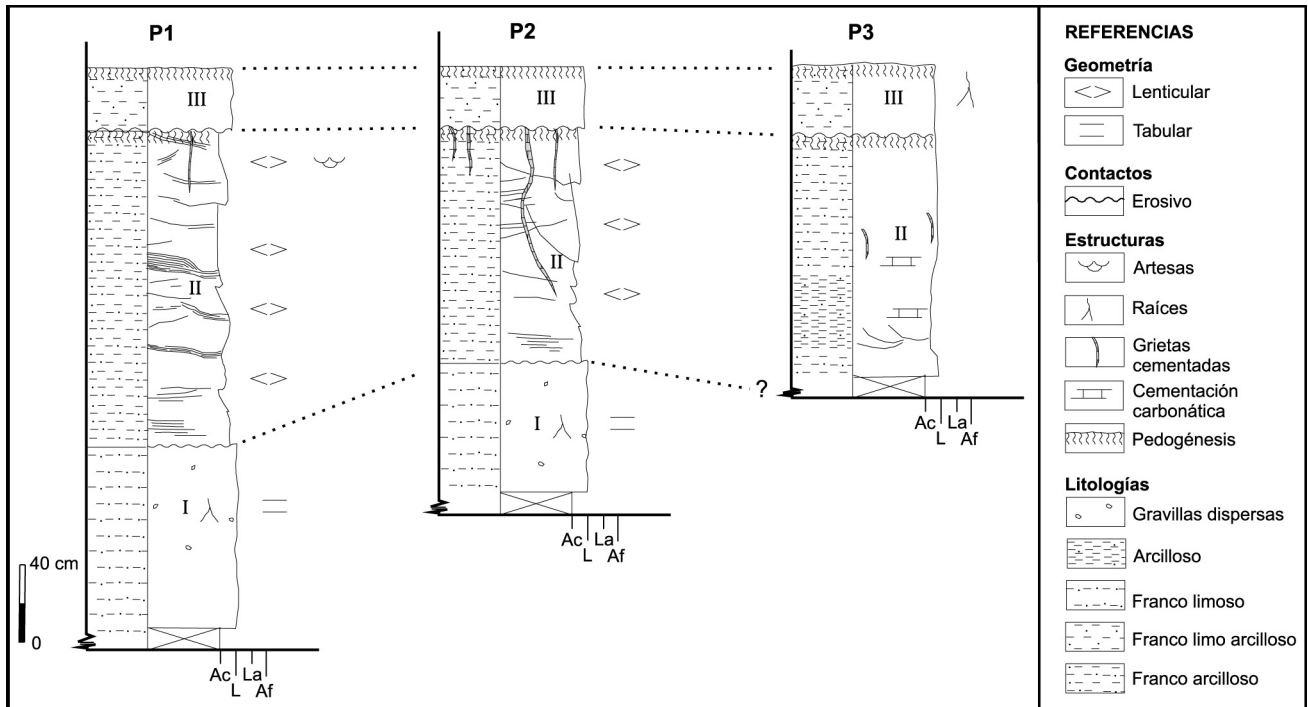 P1
P2
P3
III
III
III
II
II
II
I
I
?
40 cm
0
Ac
L
La
Af
Ac
L
La
Af
Ac
L
La
Af
REFERENCIAS
Geometría
Lenticular
Tabular
Contactos
Erosivo
Estructuras
Artesas
Raíces
Grietas
cementadas
Cementación
carbonática
Pedogénesis
Litologías
Gravillas dispersas
Arcilloso
Franco limoso
Franco limo arcilloso
Franco arcilloso